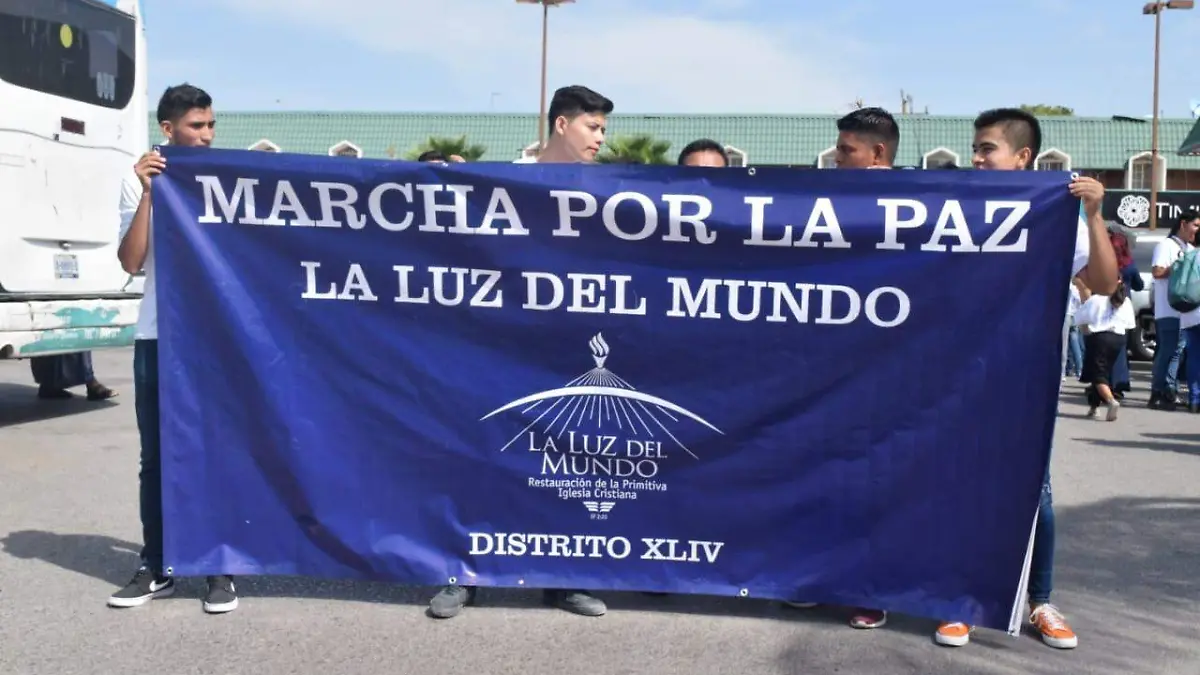 MARCHA POR LA PAZ
LA LUZ DEL MUNDO
LA LUZ DEL
MUNDO
Restauración de la Primitiva
Iglesia Cristiana
DISTRITO XLIV